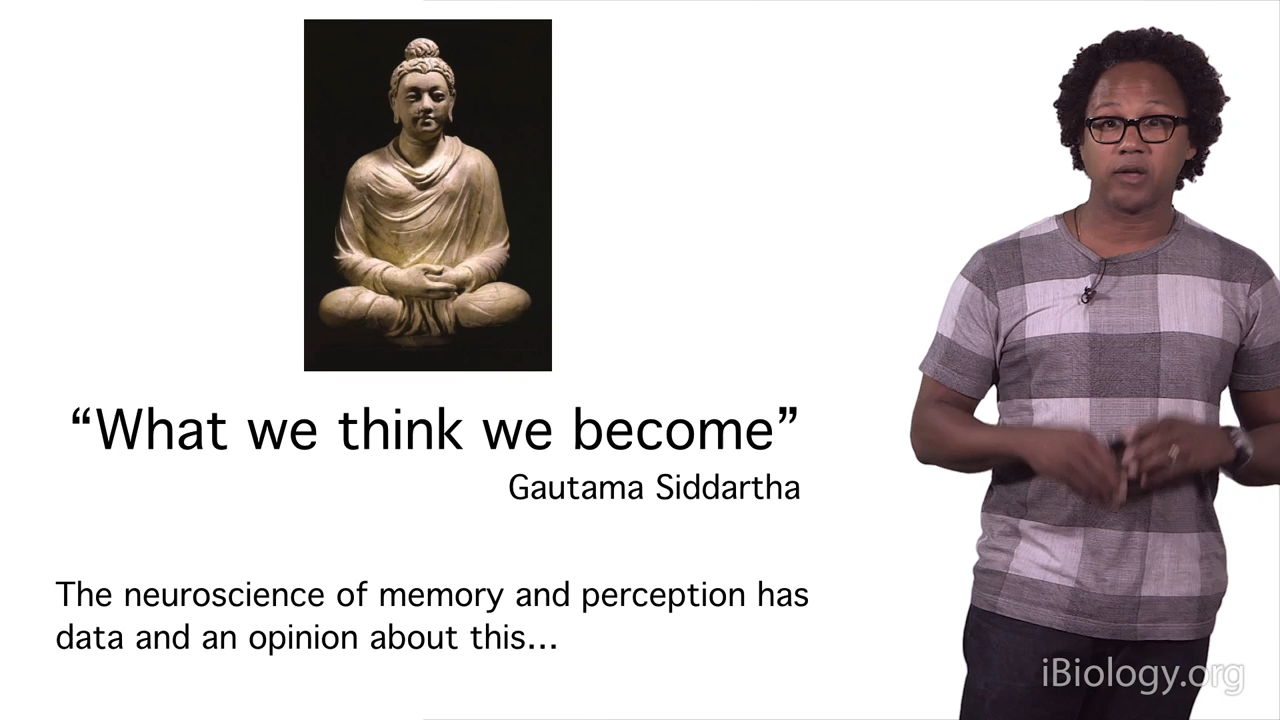 “What we think we become”
Gautama Siddartha
The neuroscience of memory and perception has
data and an opinion about this...
iBiology.org